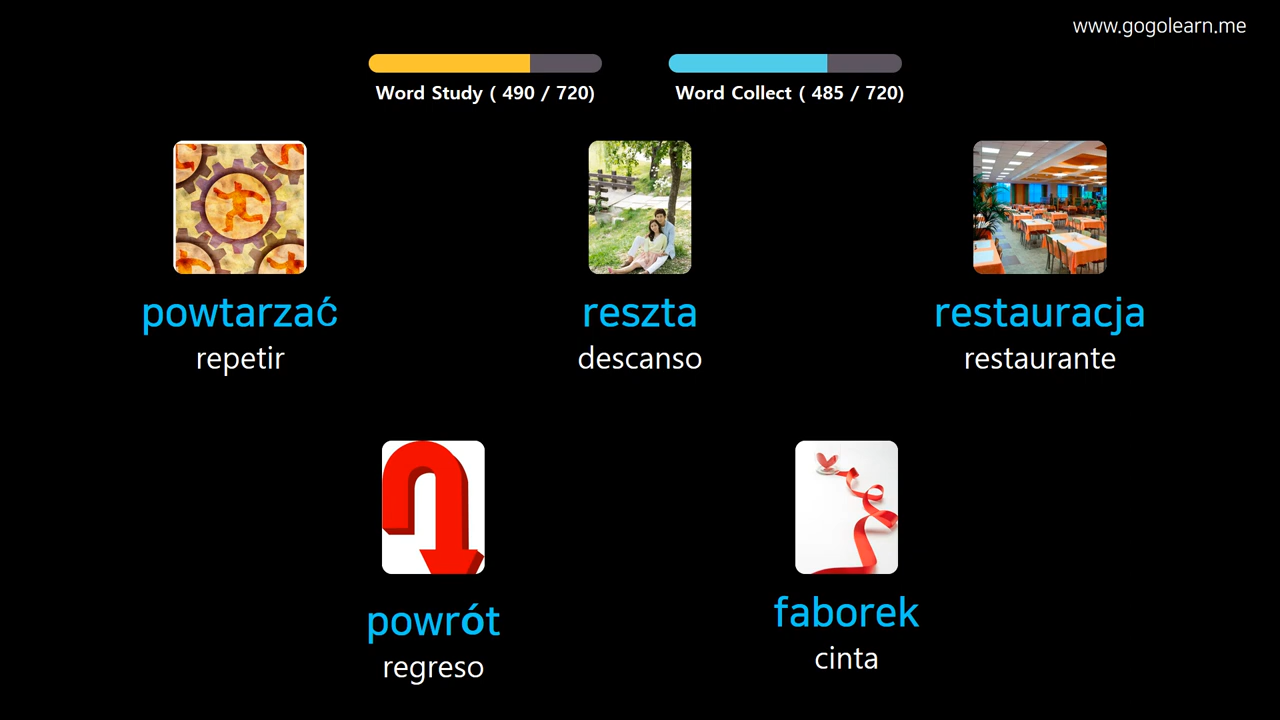 www.gogolearn.me
Word Study ( 490 / 720)
Word Collect ( 485 / 720)
powtarzać
repetir
reszta
descanso
restauracja
restaurante
powrót
regreso
faborek
cinta